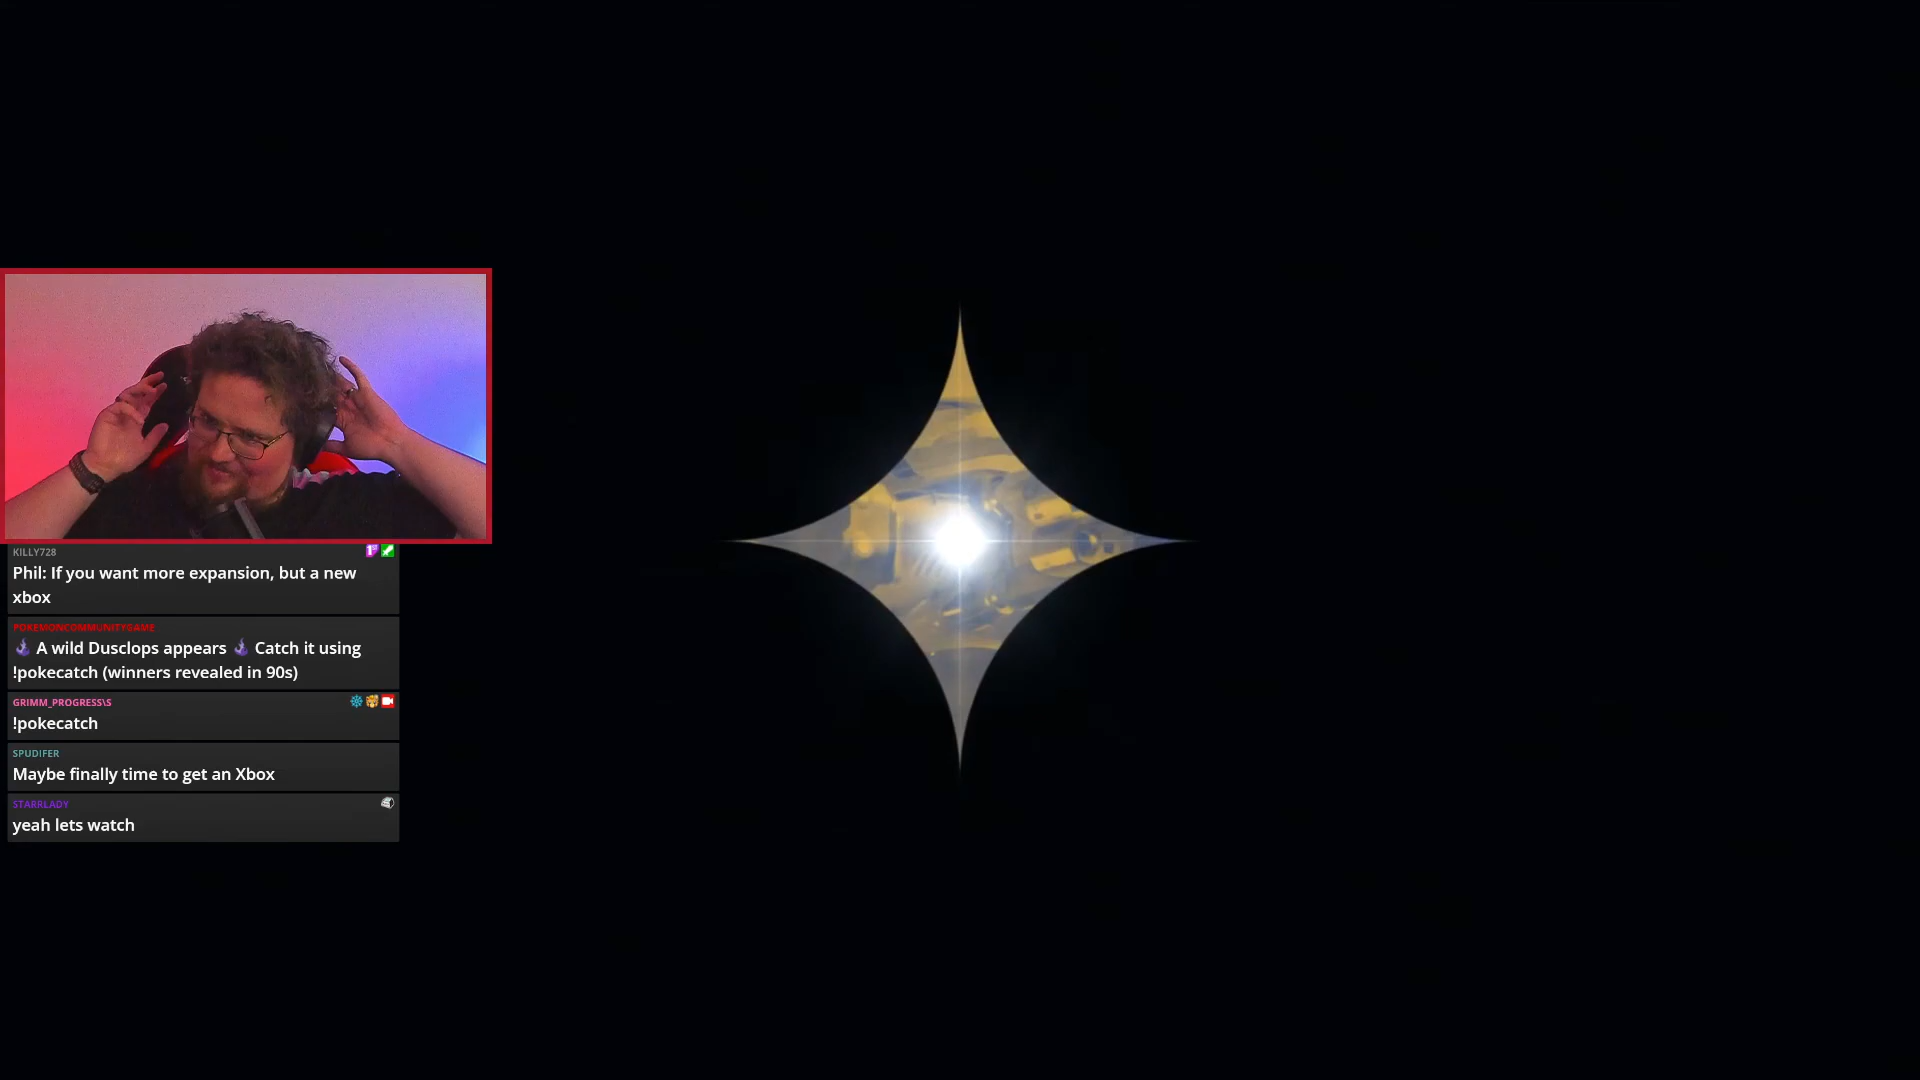 KILLY728
Phil: If you want more expansion, but a new
xbox
POKEMONCOMMUNITYGAME
A wild Dusclops appears Catch it using
!pokecatch (winners revealed in 90s)
GRIMM_PROGRESS\S
!pokecatch
SPUDIFER
Maybe finally time to get an Xbox
STARRLADY
yeah lets watch